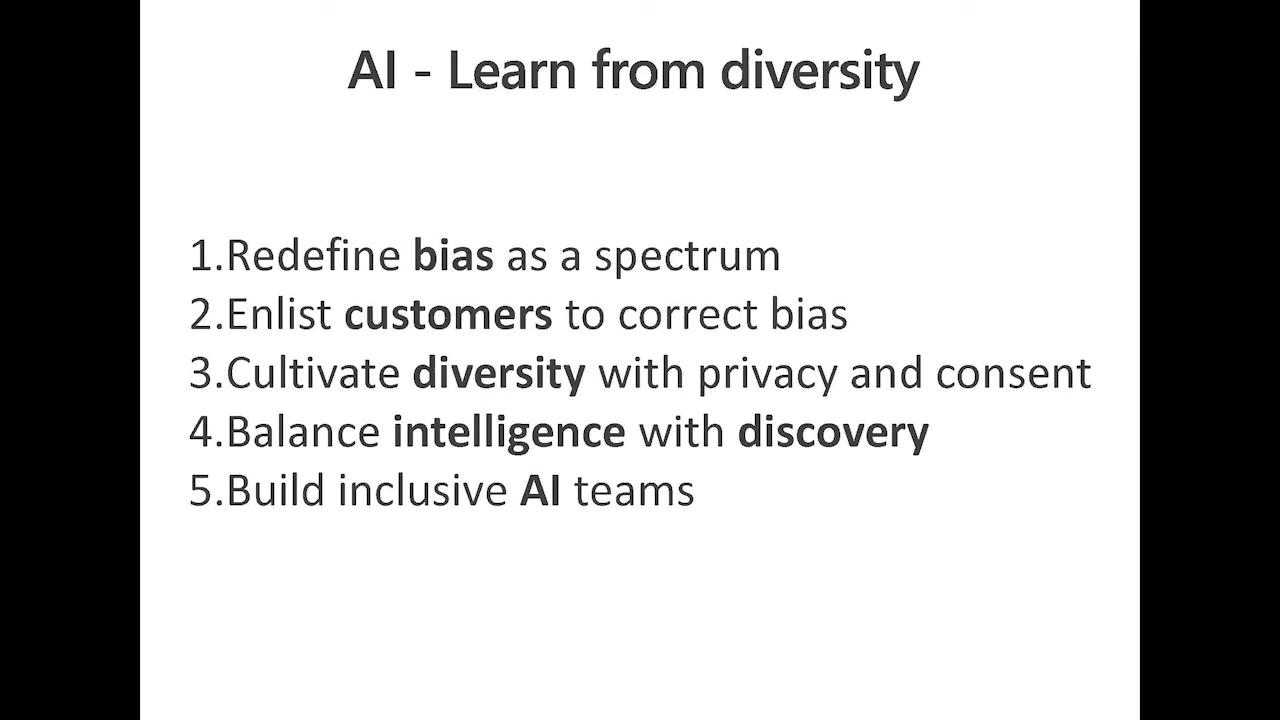 AI - Learn from diversity
1.Redefine bias as a spectrum
2.Enlist customers to correct bias
3.Cultivate diversity with privacy and consent
4.Balance intelligence with discovery
5.Build inclusive AI teams